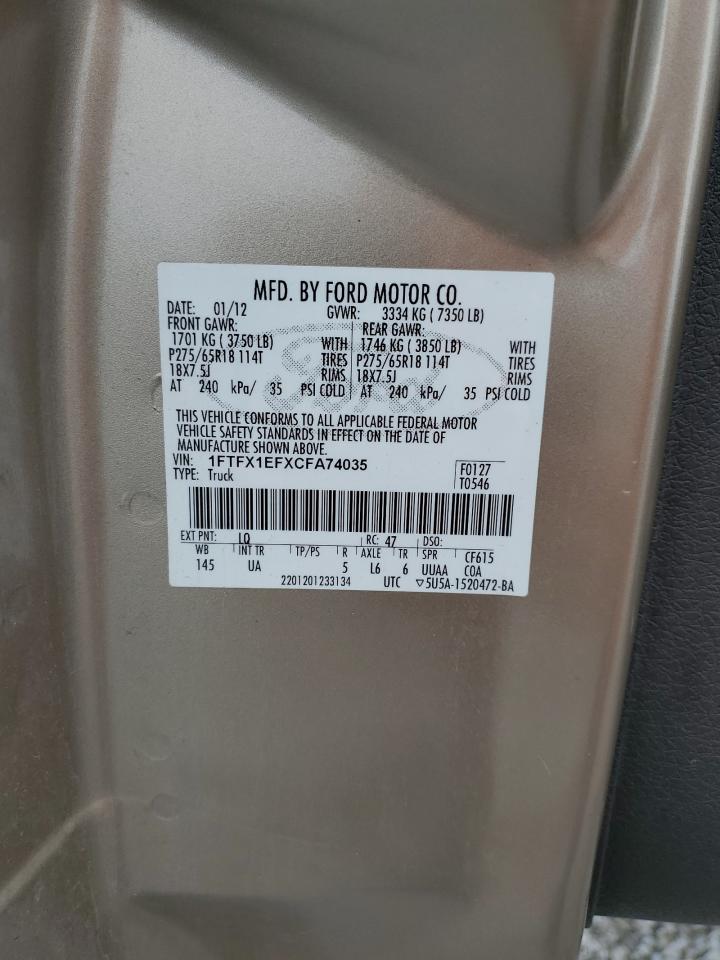 MFD. BY FORD MOTOR CO.
DATE: 01/12 GVWR: 3334 KG ( 7350 LB)
FRONT GAWR: REAR GAWR:
1701 KG ( 3750 LB) WITH 1746 KG ( 3850 LB) WITH
P275/65R18 114T TIRES P275/65R18 114T TIRES
18X7.5J RIMS 18X7.5J RIMS
AT 240 kPa/ 35 PSI COLD AT 240 kPa/ 35 PSI COLD
Ford
THIS VEHICLE CONFORMS TO ALL APPLICABLE FEDERAL MOTOR
VEHICLE SAFETY STANDARDS IN EFFECT ON THE DATE OF
MANUFACTURE SHOWN ABOVE.
VIN: 1FTFX1EFXCFA74035 F0127
TYPE: Truck T0546
EXT PNT: LQ RC: 47 DSO:
WB INT TR TP/PS R AXLE TR SPR CF615
145 UA 5 L6 6 UUAA COA
2201201233134 UTC ▽5U5A-1520472-BA